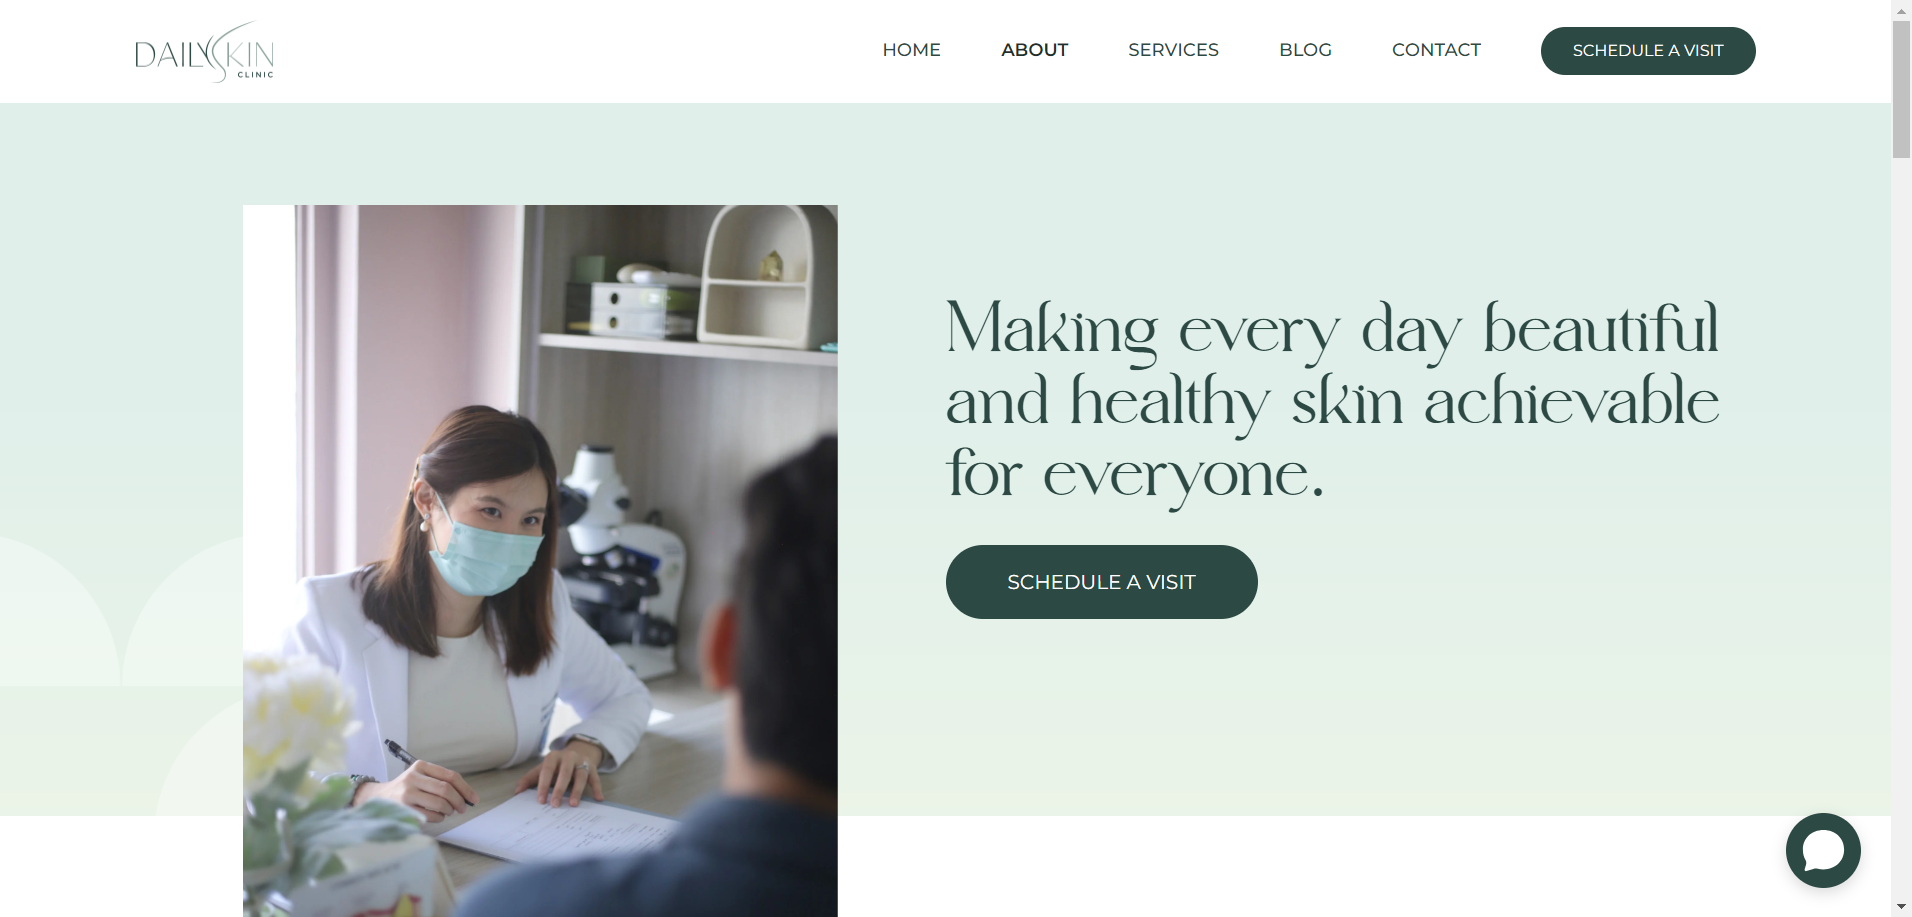 DAILYSKIN
CLINIC
HOME
ABOUT
SERVICES
BLOG
CONTACT
SCHEDULE A VISIT
Making every day beautiful
and healthy skin achievable
for everyone.
SCHEDULE A VISIT